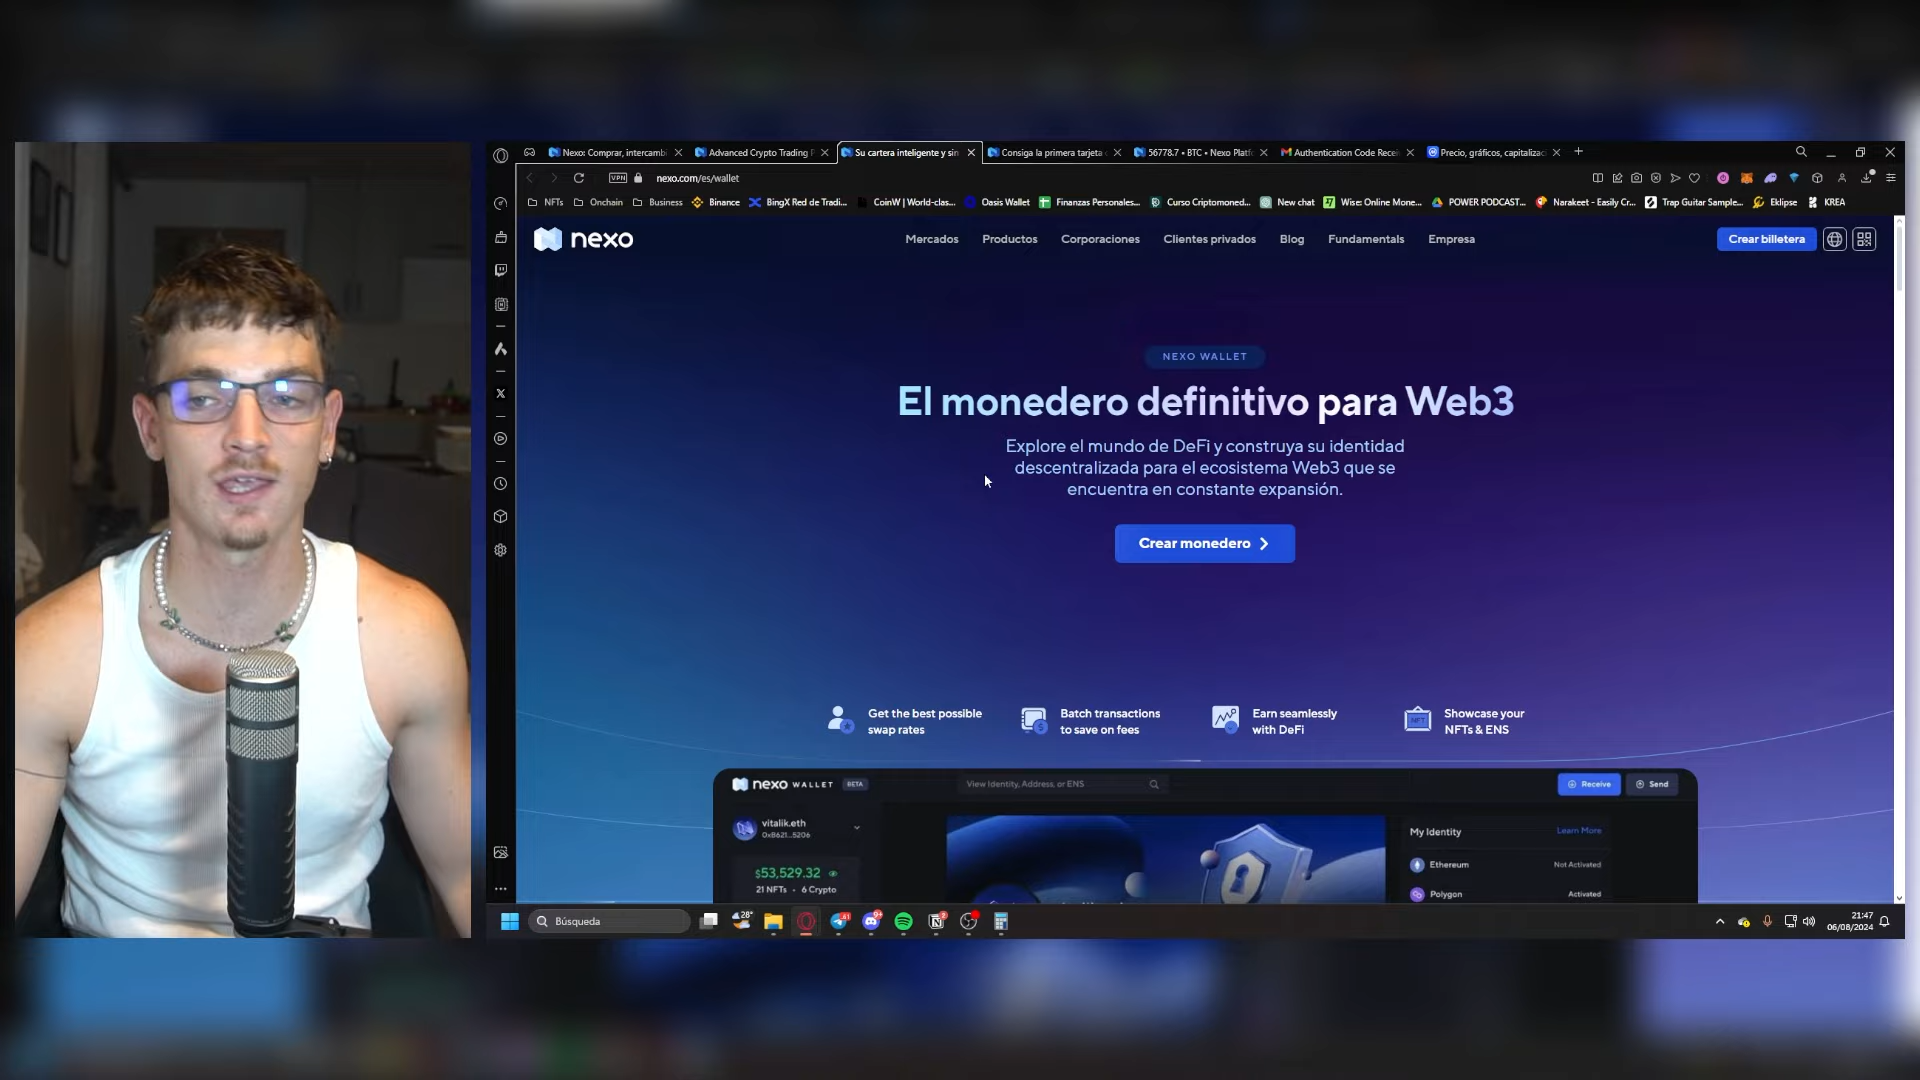 Nexo: Comprar, intercambi
Advanced Crypto Trading P
Su cartera inteligente y sin
Consiga la primera tarjeta
56778.7 • BTC • Nexo Platf
Authentication Code Recei
Precio, gráficos, capitalizac
VPN
nexo.com/es/wallet
NFTs
Onchain
Business
Binance
BingX Red de Tradi...
CoinW | World-clas...
Oasis Wallet
Finanzas Personales...
Curso Criptomoned...
New chat
Wise: Online Mone...
POWER PODCAST...
Narakeet - Easily Cr...
Trap Guitar Sample...
Eklipse
KREA
nexo
Mercados
Productos
Corporaciones
Clientes privados
Blog
Fundamentals
Empresa
Crear billetera
NEXO WALLET
El monedero definitivo para Web3
Explore el mundo de DeFi y construya su identidad
descentralizada para el ecosistema Web3 que se
encuentra en constante expansión.
Crear monedero
Get the best possible
swap rates
Batch transactions
to save on fees
Earn seamlessly
with DeFi
NFT
Showcase your
NFTs & ENS
nexo WALLET BETA
View Identity, Address, or ENS
Receive
Send
vitalik.eth
0x8621...5206
$53,529.32
21 NFTs • 6 Crypto
My Identity
Learn More
Ethereum
Not Activated
Polygon
Activated
Búsqueda
28°
21:47
06/08/2024